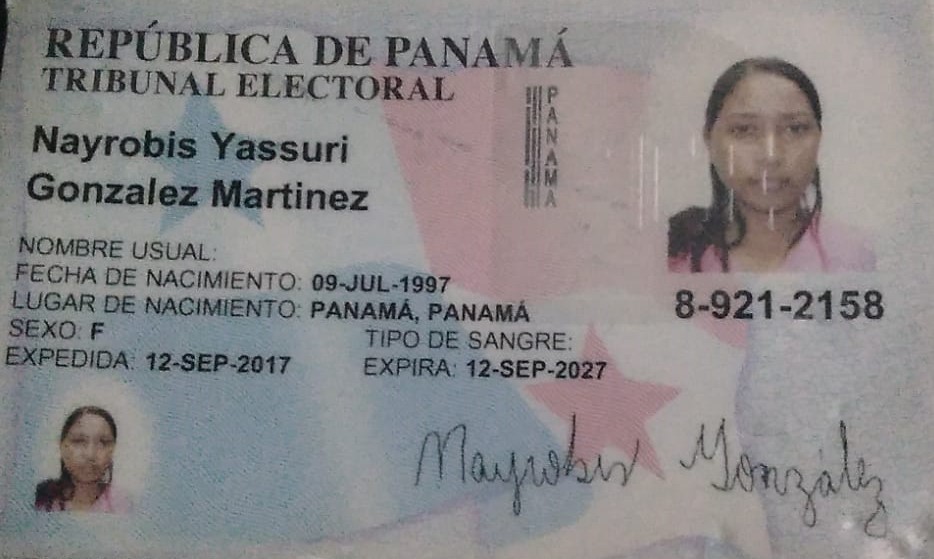 REPÚBLICA DE PANAMÁ
TRIBUNAL ELECTORAL
PANAMA
Nayrobis Yassuri
Gonzalez Martinez
NOMBRE USUAL:
FECHA DE NACIMIENTO: 09-JUL-1997
LUGAR DE NACIMIENTO: PANAMÁ, PANAMÁ
8-921-2158
SEXO: F TIPO DE SANGRE:
EXPEDIDA: 12-SEP-2017 EXPIRA: 12-SEP-2027
Nayrobis González